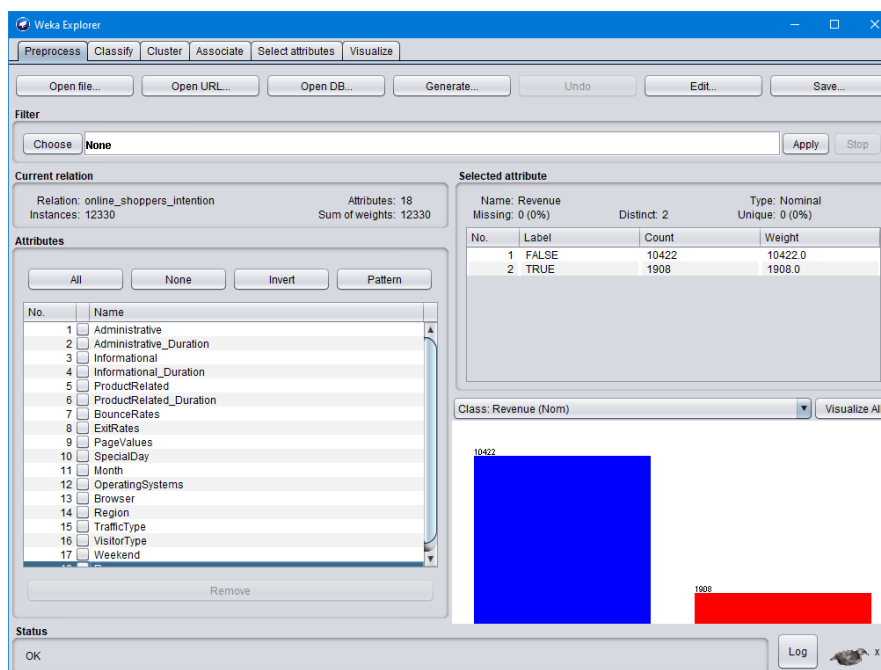 Weka Explorer
Preprocess Classify Cluster Associate Select attributes Visualize
Open file... Open URL... Open DB... Generate... Undo Edit... Save...
Filter
Choose None Apply Stop
Current relation
Relation: online_shoppers_intention Attributes: 18
Instances: 12330 Sum of weights: 12330
Attributes
All None Invert Pattern
No. Name
1 Administrative
2 Administrative_Duration
3 Informational
4 Informational_Duration
5 ProductRelated
6 ProductRelated_Duration
7 BounceRates
8 ExitRates
9 PageValues
10 SpecialDay
11 Month
12 OperatingSystems
13 Browser
14 Region
15 TrafficType
16 VisitorType
17 Weekend
Remove
Selected attribute
Name: Revenue Type: Nominal
Missing: 0 (0%) Distinct: 2 Unique: 0 (0%)
No. Label Count Weight
1 FALSE 10422 10422.0
2 TRUE 1908 1908.0
Class: Revenue (Nom) Visualize Al
10422
1908
Status
OK Log x